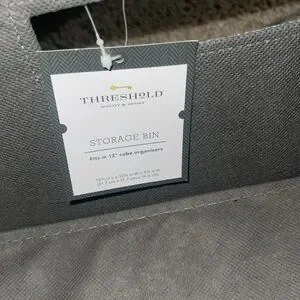 THRESHOLD
QUALITY & DESIGN
STORAGE BIN
Fits in 13" cube organizers